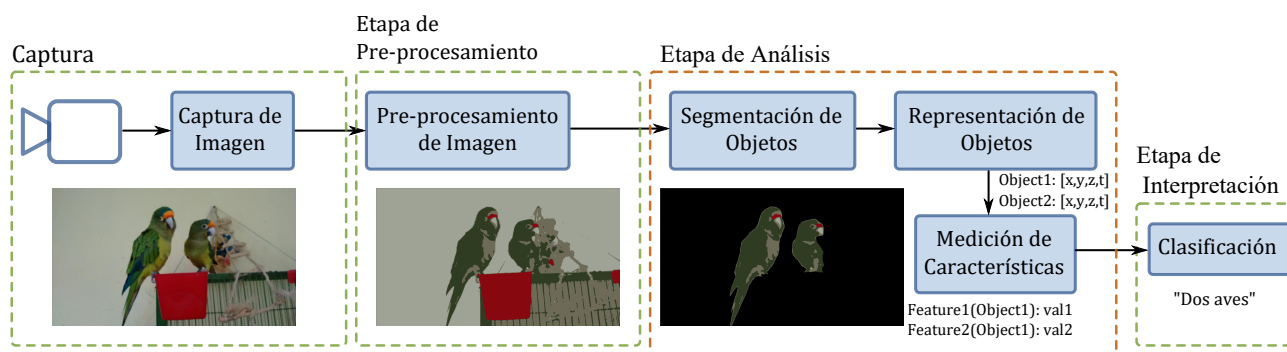 Captura
Captura de
Imagen
Etapa de
Pre-procesamiento
Pre-procesamiento
de Imagen
Etapa de Análisis
Segmentación de
Objetos
Representación de
Objetos
Object1: [x,y,z,t]
Object2: [x,y,z,t]
Medición de
Características
Feature1(Object1): val1
Feature2(Object1): val2
Etapa de
Interpretación
Clasificación
"Dos aves"